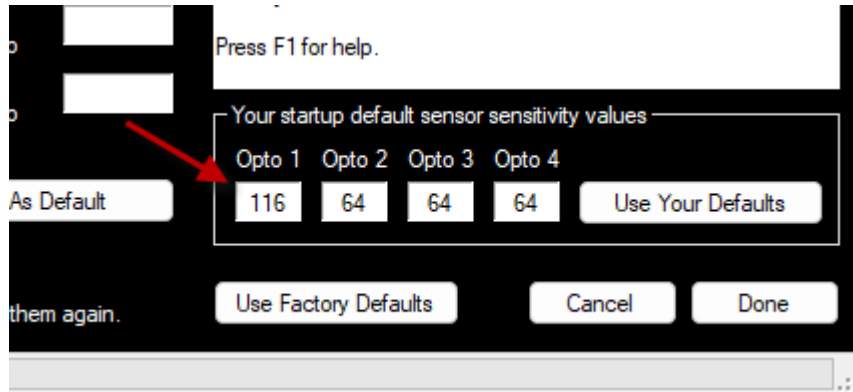 Press F1 for help.
Your startup default sensor sensitivity values
Opto 1 Opto 2 Opto 3 Opto 4
116 64 64 64 Use Your Defaults
As Default
Use Factory Defaults Cancel Done
them again.